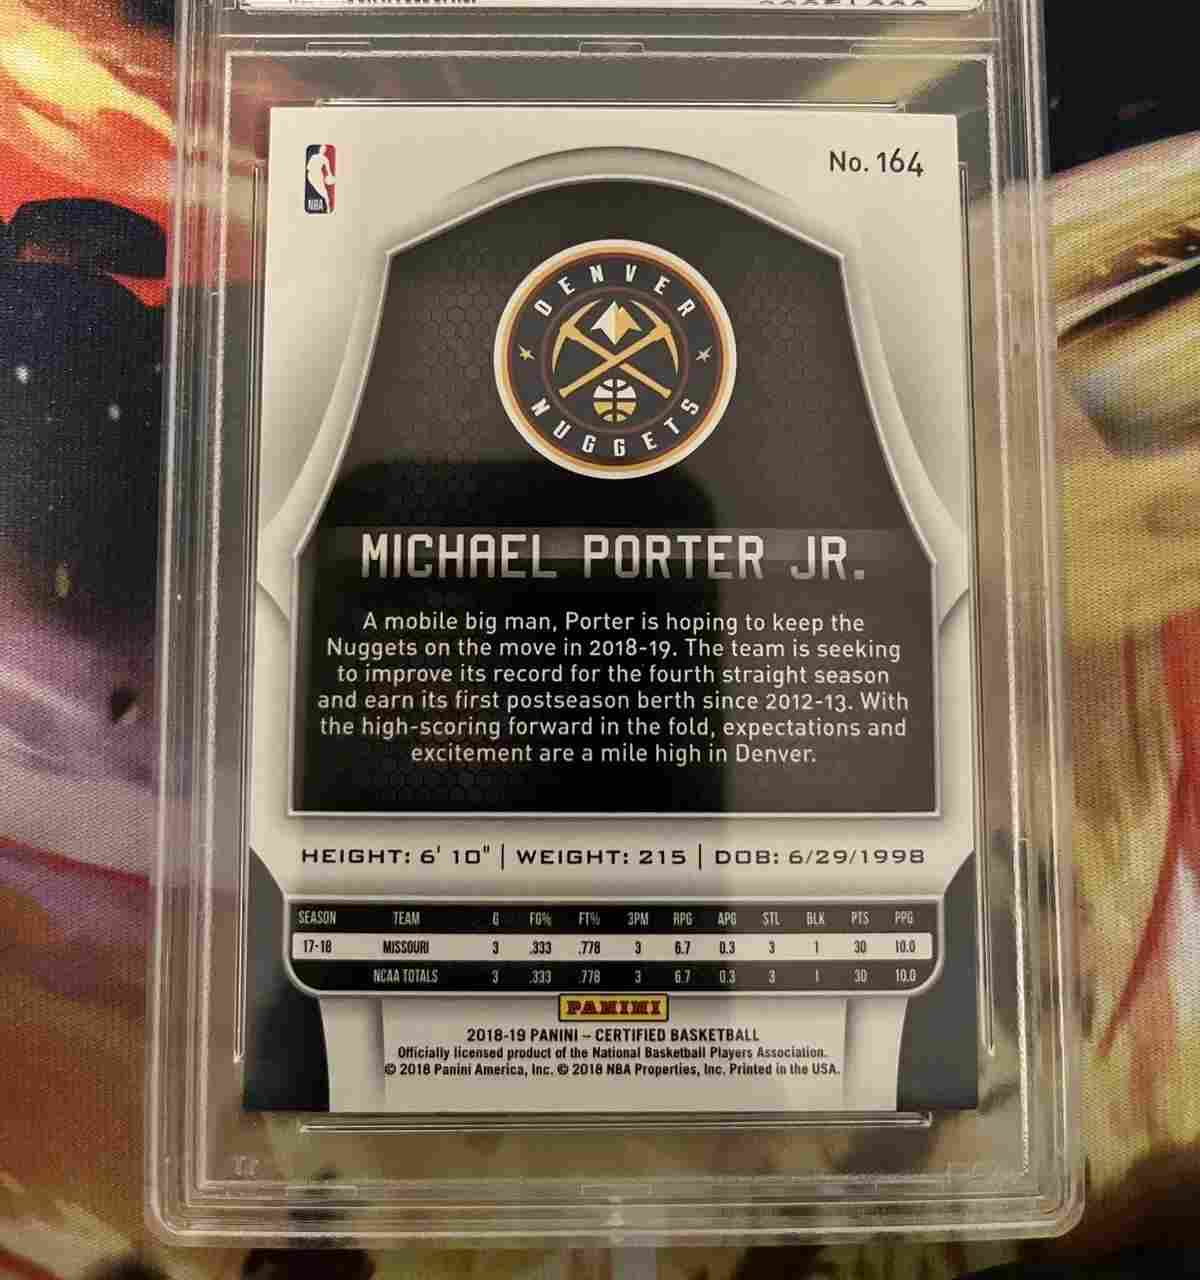 NBA
No. 164
DENVER
NUGGETS
MICHAEL PORTER JR.
A mobile big man, Porter is hoping to keep the
Nuggets on the move in 2018-19. The team is seeking
to improve its record for the fourth straight season
and earn its first postseason berth since 2012-13. With
the high-scoring forward in the fold, expectations and
excitement are a mile high in Denver.
HEIGHT: 6' 10" | WEIGHT: 215 | DOB: 6/29/1998
SEASON TEAM G FG% FT% 3PM RPG APG STL BLK PTS PPG
17-18 MISSOURI 3 .333 .778 3 6.7 0.3 3 1 30 10.0
NCAA TOTALS 3 .333 .778 3 6.7 0.3 3 1 30 10.0
PANINI
2018-19 PANINI – CERTIFIED BASKETBALL
Officially licensed product of the National Basketball Players Association.
© 2018 Panini America, Inc. © 2018 NBA Properties, Inc. Printed in the USA.